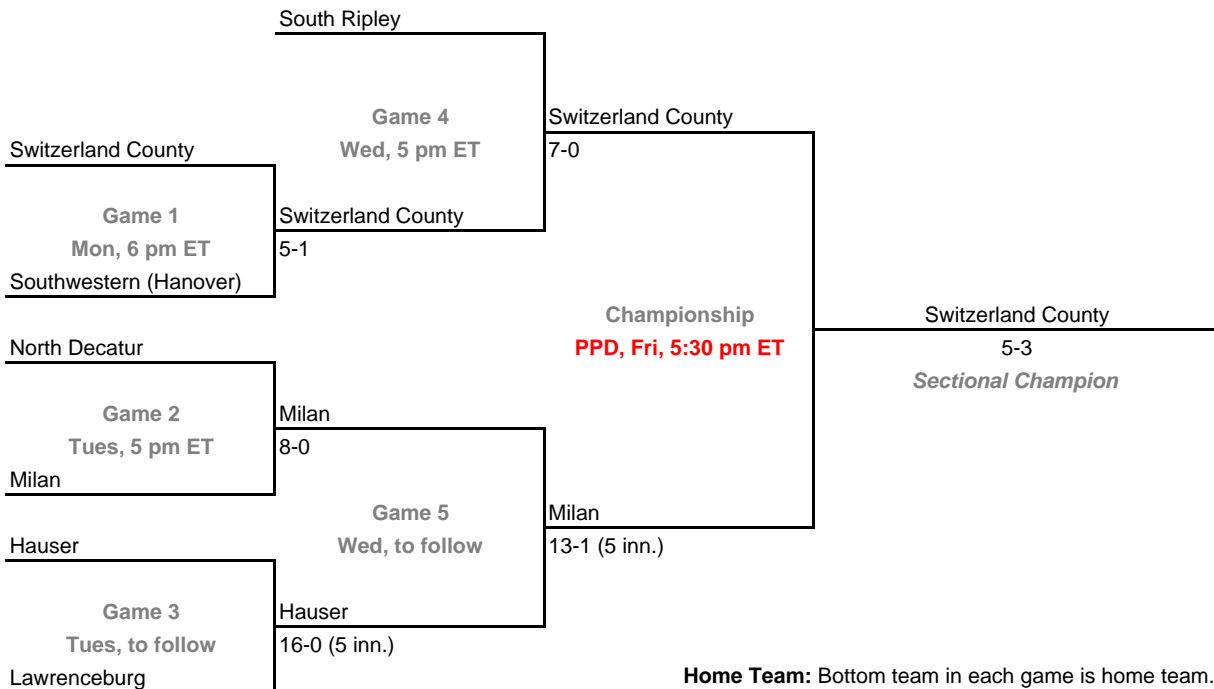 South Ripley
Game 4
Wed, 5 pm ET
Switzerland County
7-0
Switzerland County
Game 1
Mon, 6 pm ET
Switzerland County
5-1
Southwestern (Hanover)
Championship
PPD, Fri, 5:30 pm ET
Switzerland County
5-3
Sectional Champion
North Decatur
Game 2
Tues, 5 pm ET
Milan
8-0
Milan
Game 5
Wed, to follow
Milan
13-1 (5 inn.)
Hauser
Game 3
Tues, to follow
Hauser
16-0 (5 inn.)
Lawrenceburg
Home Team: Bottom team in each game is home team.